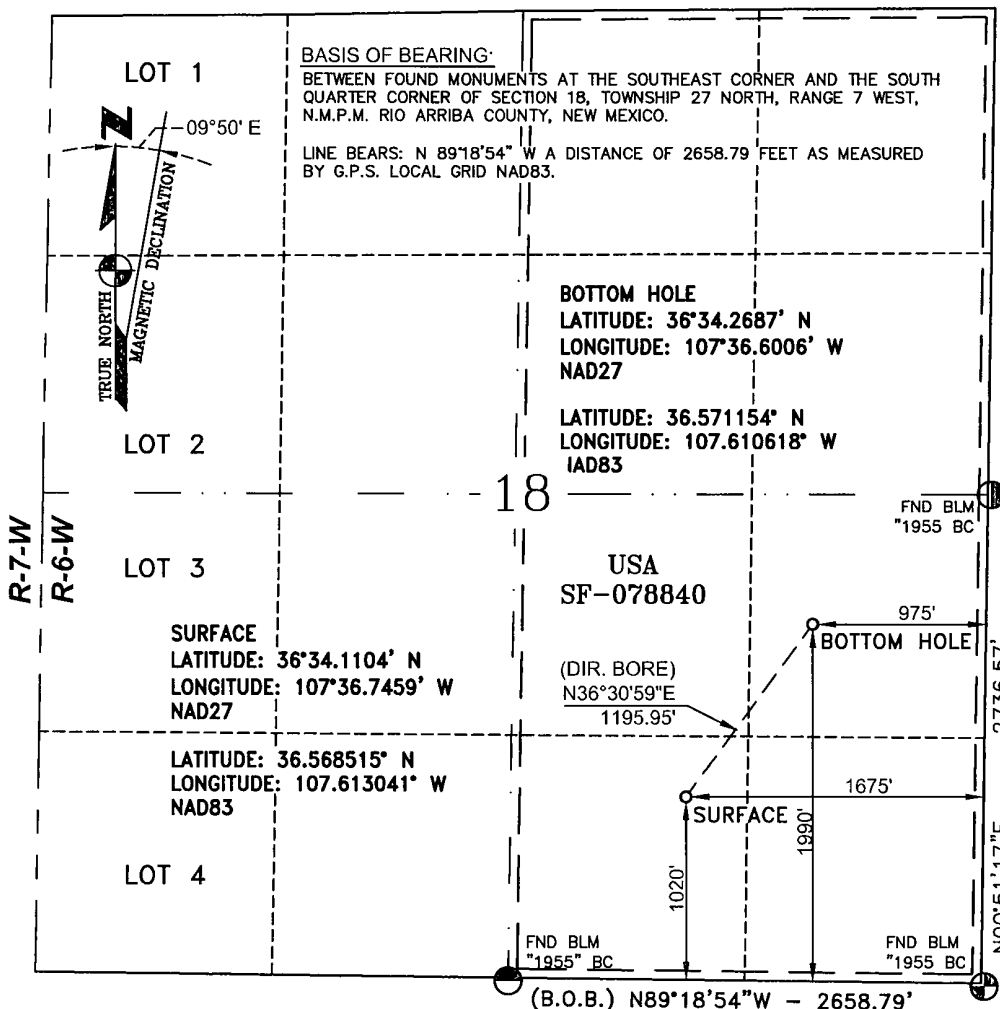 LOT 1
BASIS OF BEARING:
BETWEEN FOUND MONUMENTS AT THE SOUTHEAST CORNER AND THE SOUTH
QUARTER CORNER OF SECTION 18, TOWNSHIP 27 NORTH, RANGE 7 WEST,
N.M.P.M. RIO ARRIBA COUNTY, NEW MEXICO.
LINE BEARS: N 89°18'54" W A DISTANCE OF 2658.79 FEET AS MEASURED
BY G.P.S. LOCAL GRID NAD83.
N
09°50' E
TRUE NORTH
MAGNETIC DECLINATION
BOTTOM HOLE
LATITUDE: 36°34.2687' N
LONGITUDE: 107°36.6006' W
NAD27
LATITUDE: 36.571154° N
LONGITUDE: 107.610618° W
IAD83
LOT 2
18
FND BLM
"1955 BC
R-7-W
R-6-W
LOT 3
USA
SF-078840
975'
BOTTOM HOLE
SURFACE
LATITUDE: 36°34.1104' N
LONGITUDE: 107°36.7459' W
NAD27
(DIR. BORE)
N36°30'59"E
1195.95'
LATITUDE: 36.568515° N
LONGITUDE: 107.613041° W
NAD83
1675'
SURFACE
1990'
1020'
N00°51'17"E
2736.57'
LOT 4
FND BLM
"1955" BC
FND BLM
"1955 BC
(B.O.B.) N89°18'54"W - 2658.79'